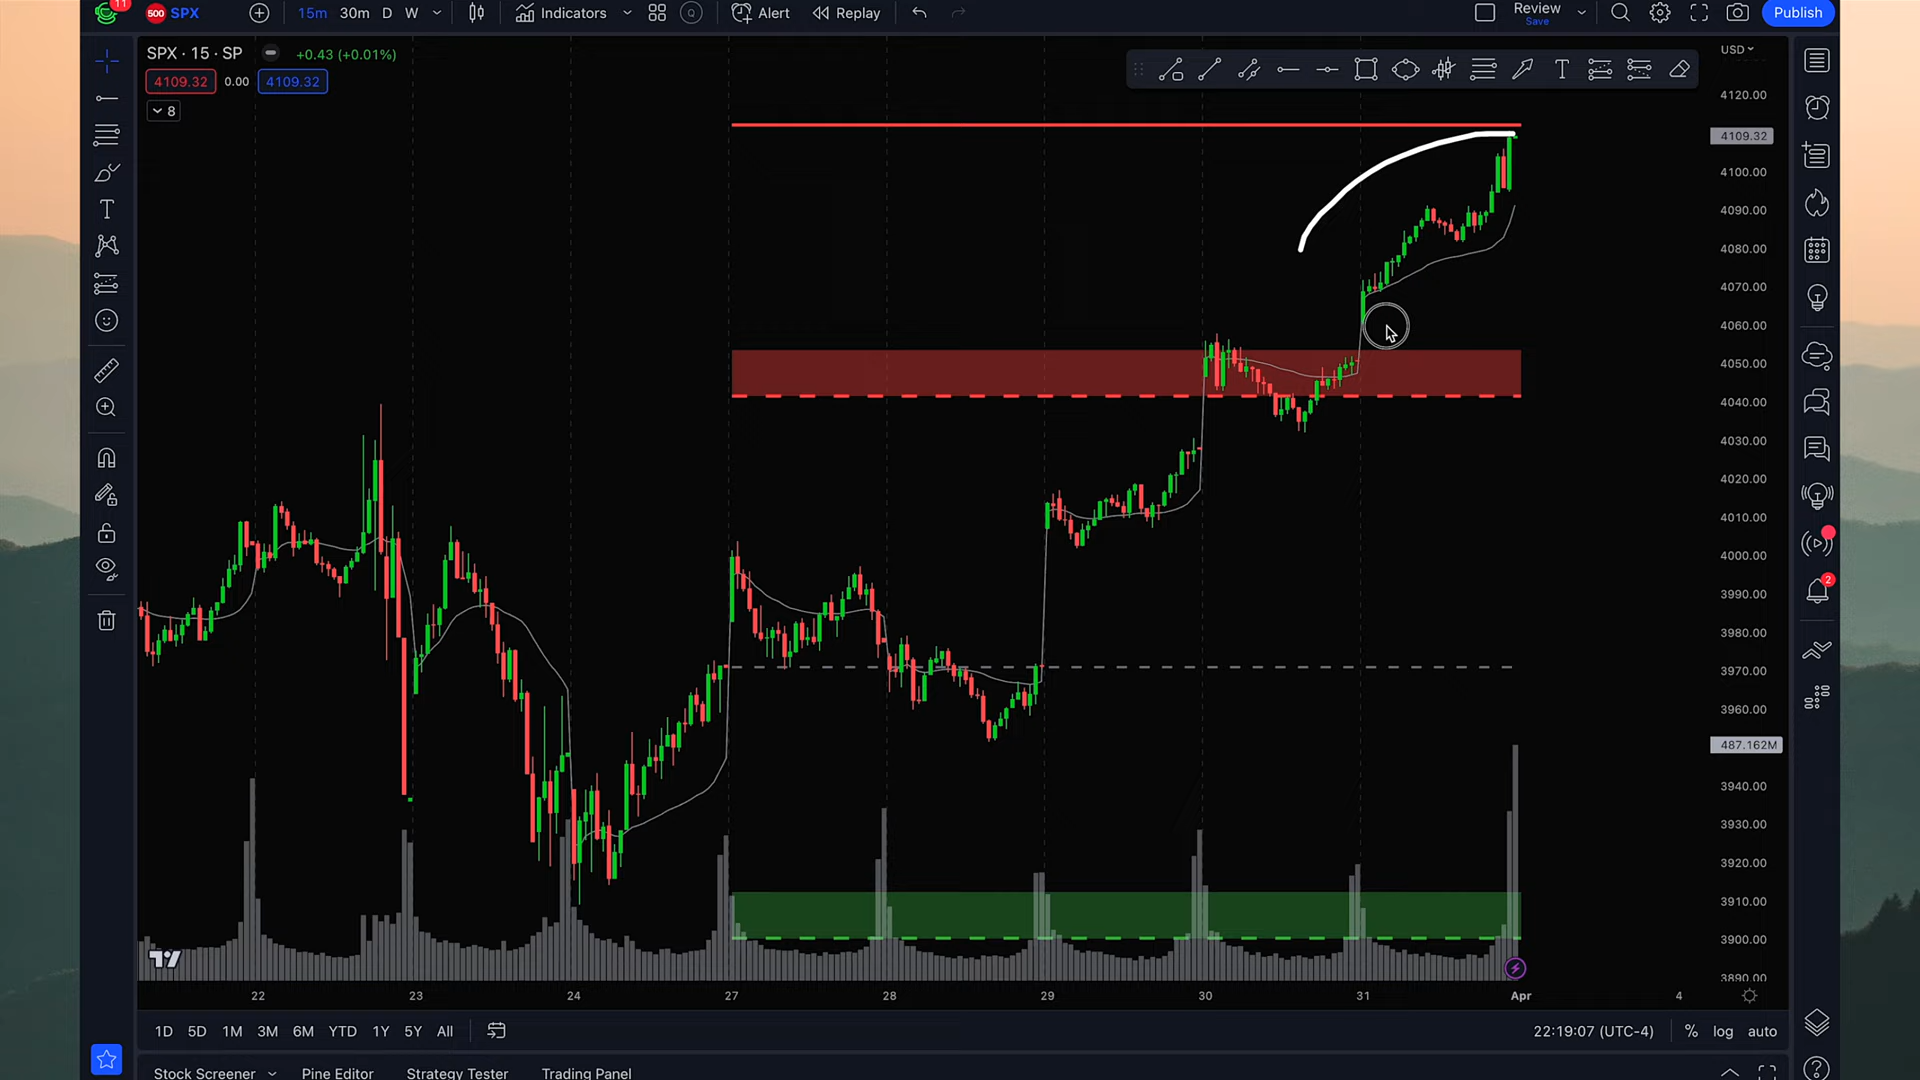 11
500 SPX 15m 30m D W Indicators Alert Replay Review Save Publish
SPX · 15 · SP +0.43 (+0.01%)
4109.32 0.00 4109.32
8
T
T
USD
4120.00
4109.32
4100.00
4090.00
4080.00
4070.00
4060.00
4050.00
4040.00
4030.00
4020.00
4010.00
4000.00
3990.00
3980.00
3970.00
3960.00
487.162M
3940.00
3930.00
3920.00
3910.00
3900.00
3890.00
2
22 23 24 27 28 29 30 31 Apr 4
1D 5D 1M 3M 6M YTD 1Y 5Y All 22:19:07 (UTC-4) % log auto
Stock Screener Pine Editor Strategy Tester Trading Panel